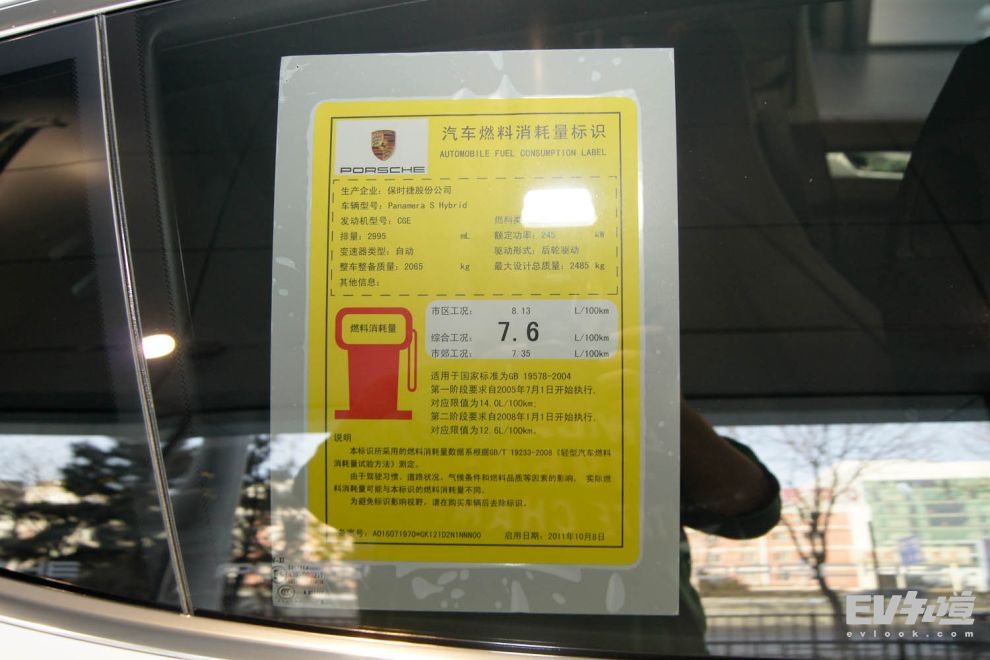 汽车燃料消耗量标识
AUTOMOBILE FUEL CONSUMPTION LABEL
PORSCHE
生产企业: 保时捷股份公司
车辆型号: Panamera S Hybrid
发动机型号: CGE 燃料类
排量: 2995 mL 额定功率: 245 kW
变速器类型: 自动 驱动形式: 后轮驱动
整车整备质量: 2065 kg 最大设计总质量: 2485 kg
其他信息:
燃料消耗量
市区工况: 8.13 L/100km
综合工况: 7.6 L/100km
市郊工况: 7.35 L/100km
适用于国家标准为GB 19578-2004
第一阶段要求自2005年7月1日开始执行,
对应限值为14.0L/100km;
第二阶段要求自2008年1月1日开始执行,
对应限值为12.6L/100km。
说明
本标识所采用的燃料消耗量数据系根据GB/T 19233-2008《轻型汽车燃料
消耗量试验方法》测定。
由于驾驶习惯、道路状况、气候条件和燃料品质等因素的影响, 实际燃
料消耗量可能与本标识的燃料消耗量不同.
为避免标识影响视野, 请在购买车辆后去除标识.
备案号: A016071970*GK121D2N1NNN00 启用日期: 2011年10月8日
EV知道
evlook.com